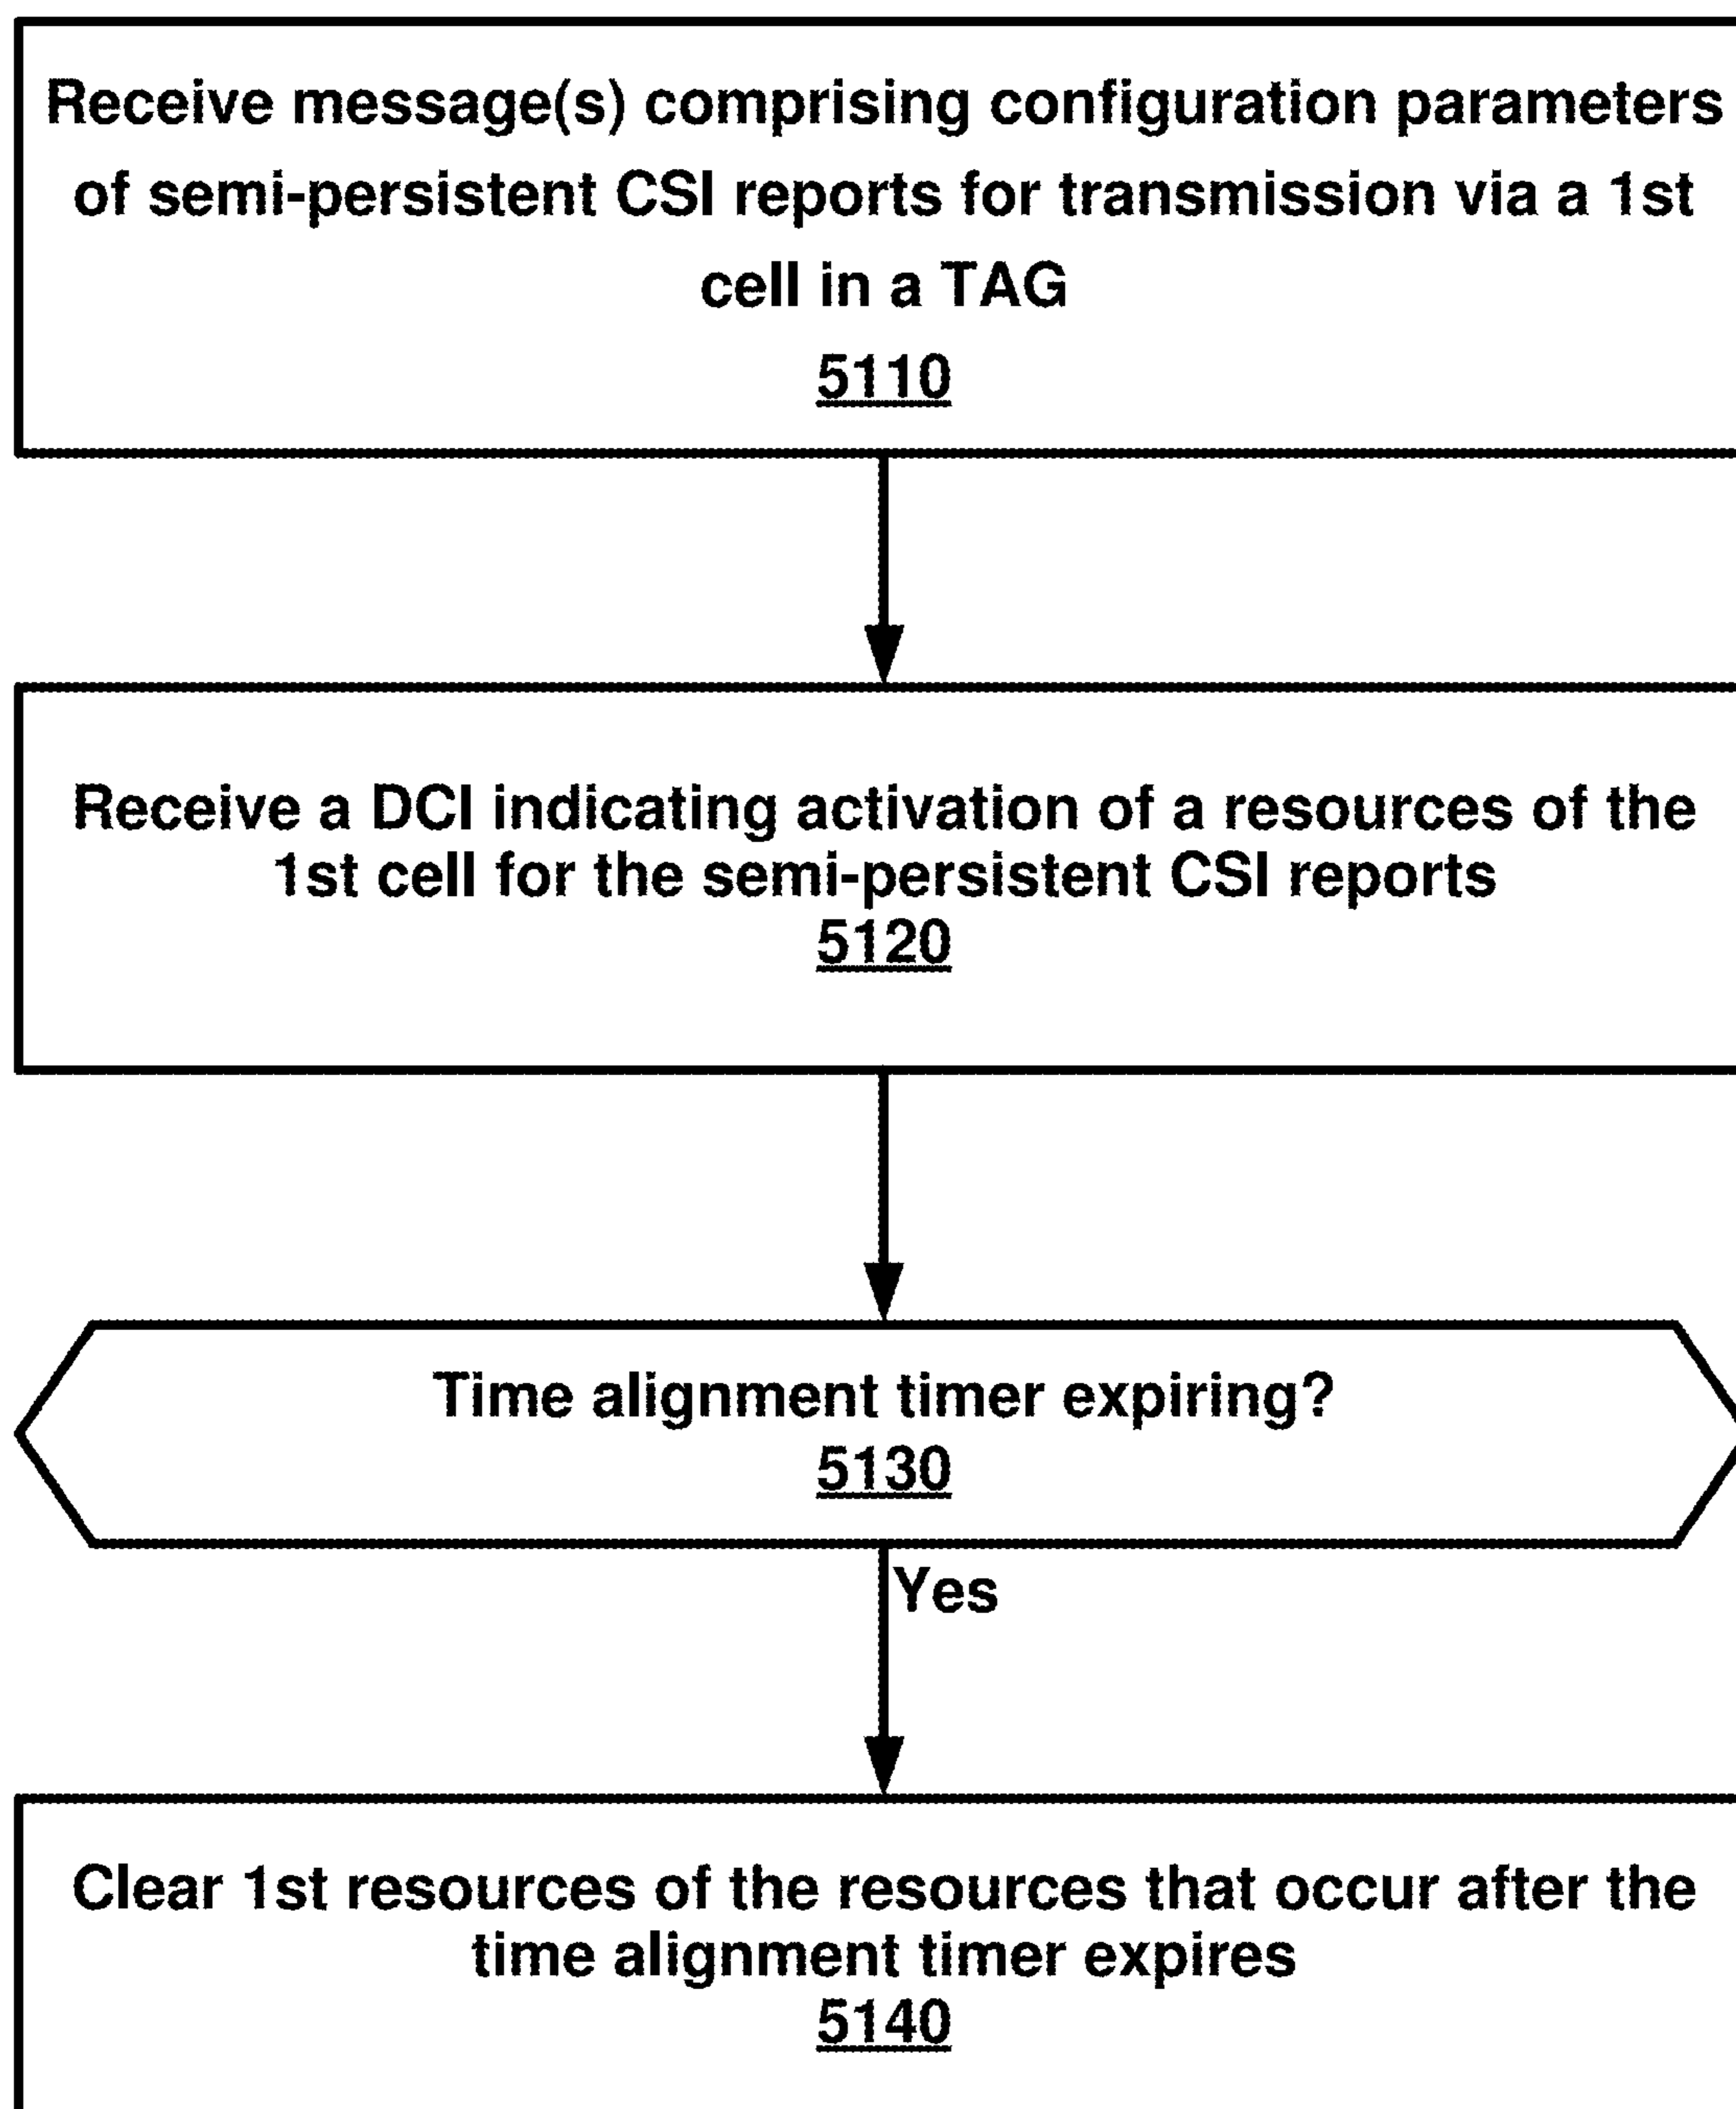 Receive message(s) comprising configuration parameters
of semi-persistent CSI reports for transmission via a 1st
cell in a TAG
5110
Receive a DCI indicating activation of a resources of the
1st cell for the semi-persistent CSI reports
5120
Time alignment timer expiring?
5130
Yes
Clear 1st resources of the resources that occur after the
time alignment timer expires
5140